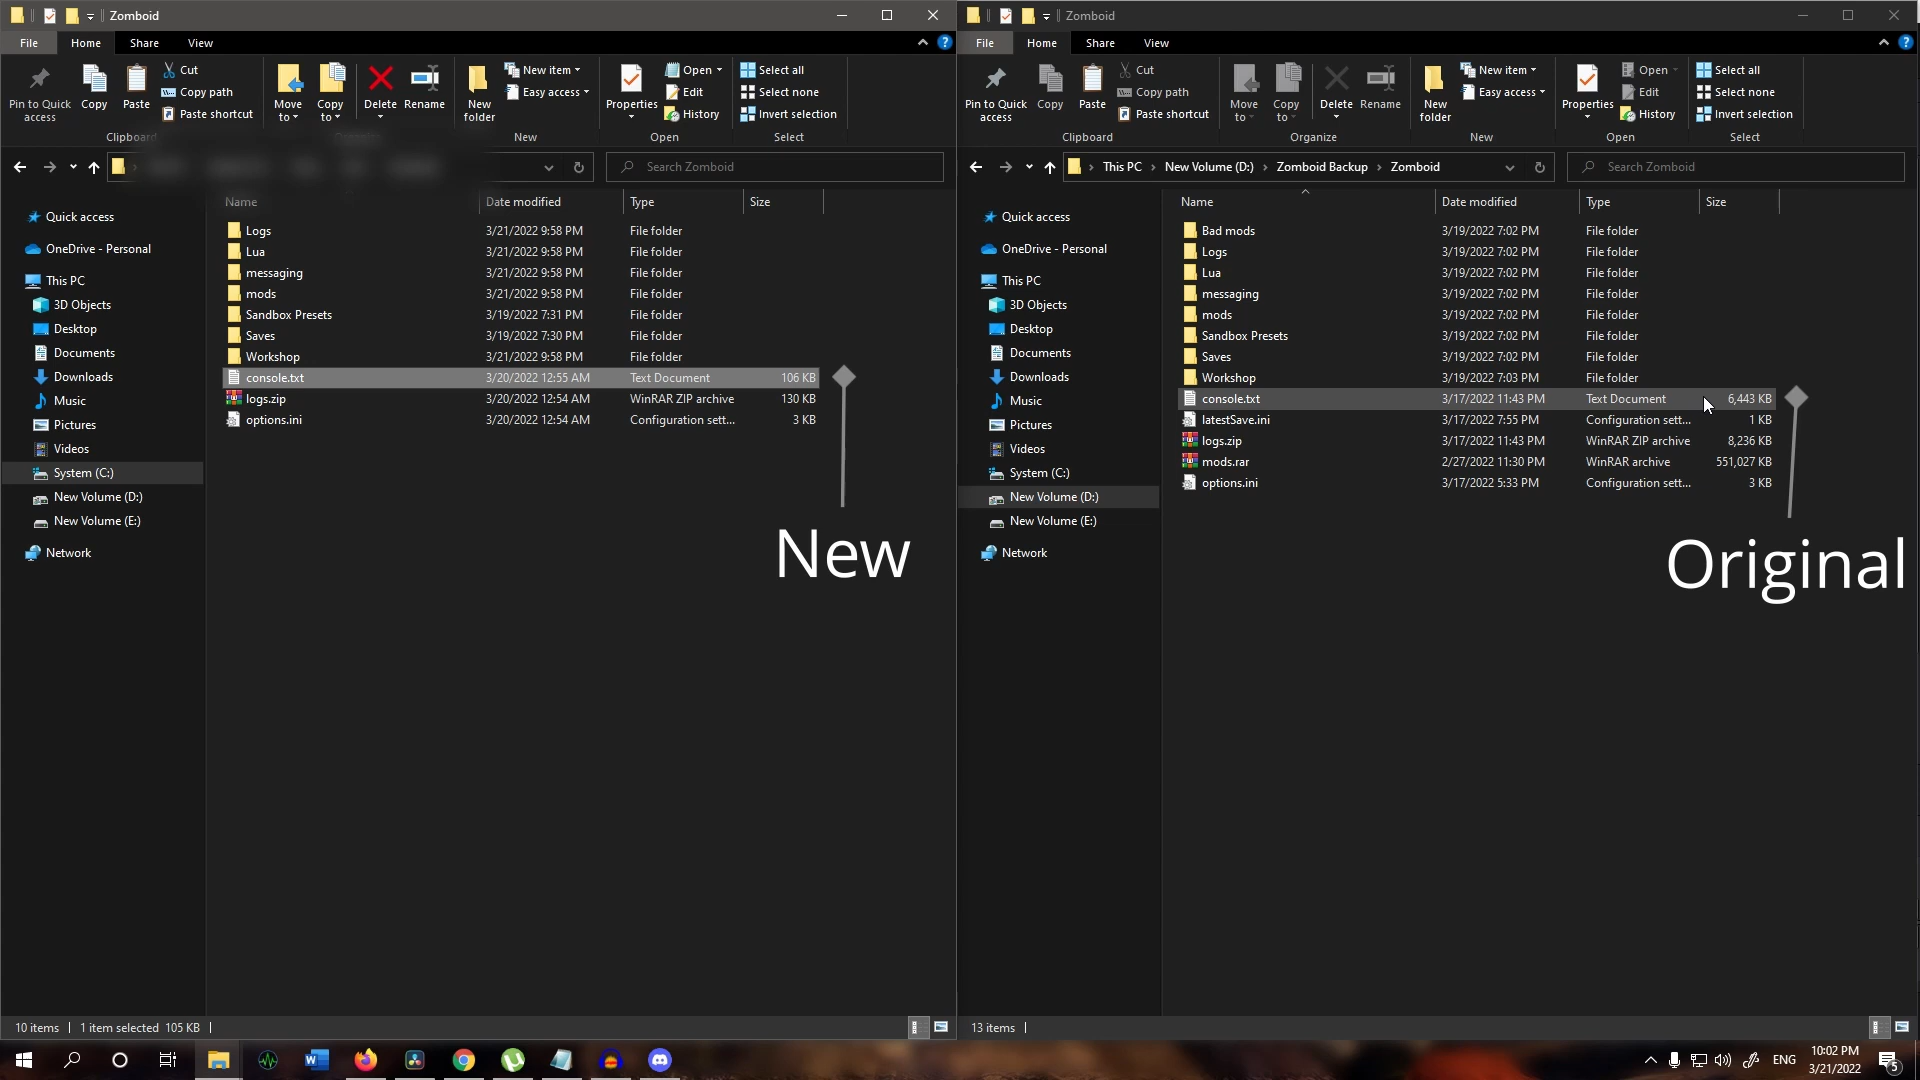 Zomboid
File Home Share View
Pin to Quick access
Copy
Paste
Cut
Copy path
Paste shortcut
Clipboard
Move to
Copy to
Delete
Rename
New folder
New item
Easy access
New
Properties
Open
Edit
History
Open
Select all
Select none
Invert selection
Select
Search Zomboid
Name Date modified Type Size
Quick access
OneDrive - Personal
This PC
3D Objects
Desktop
Documents
Downloads
Music
Pictures
Videos
System (C:)
New Volume (D:)
New Volume (E:)
Network
Logs 3/21/2022 9:58 PM File folder
Lua 3/21/2022 9:58 PM File folder
messaging 3/21/2022 9:58 PM File folder
mods 3/21/2022 9:58 PM File folder
Sandbox Presets 3/19/2022 7:31 PM File folder
Saves 3/19/2022 7:30 PM File folder
Workshop 3/21/2022 9:58 PM File folder
console.txt 3/20/2022 12:55 AM Text Document 106 KB
logs.zip 3/20/2022 12:54 AM WinRAR ZIP archive 130 KB
options.ini 3/20/2022 12:54 AM Configuration sett... 3 KB
New
10 items 1 item selected 105 KB
Zomboid
File Home Share View
Pin to Quick access
Copy
Paste
Cut
Copy path
Paste shortcut
Clipboard
Move to
Copy to
Delete
Rename
Organize
New folder
New item
Easy access
New
Properties
Open
Edit
History
Open
Select all
Select none
Invert selection
Select
This PC › New Volume (D:) › Zomboid Backup › Zomboid
Search Zomboid
Name Date modified Type Size
Quick access
OneDrive - Personal
This PC
3D Objects
Desktop
Documents
Downloads
Music
Pictures
Videos
System (C:)
New Volume (D:)
New Volume (E:)
Network
Bad mods 3/19/2022 7:02 PM File folder
Logs 3/19/2022 7:02 PM File folder
Lua 3/19/2022 7:02 PM File folder
messaging 3/19/2022 7:02 PM File folder
mods 3/19/2022 7:02 PM File folder
Sandbox Presets 3/19/2022 7:02 PM File folder
Saves 3/19/2022 7:02 PM File folder
Workshop 3/19/2022 7:03 PM File folder
console.txt 3/17/2022 11:43 PM Text Document 6,443 KB
latestSave.ini 3/17/2022 7:55 PM Configuration sett... 1 KB
logs.zip 3/17/2022 11:43 PM WinRAR ZIP archive 8,236 KB
mods.rar 2/27/2022 11:30 PM WinRAR archive 551,027 KB
options.ini 3/17/2022 5:33 PM Configuration sett... 3 KB
Original
13 items
ENG
10:02 PM
3/21/2022
5